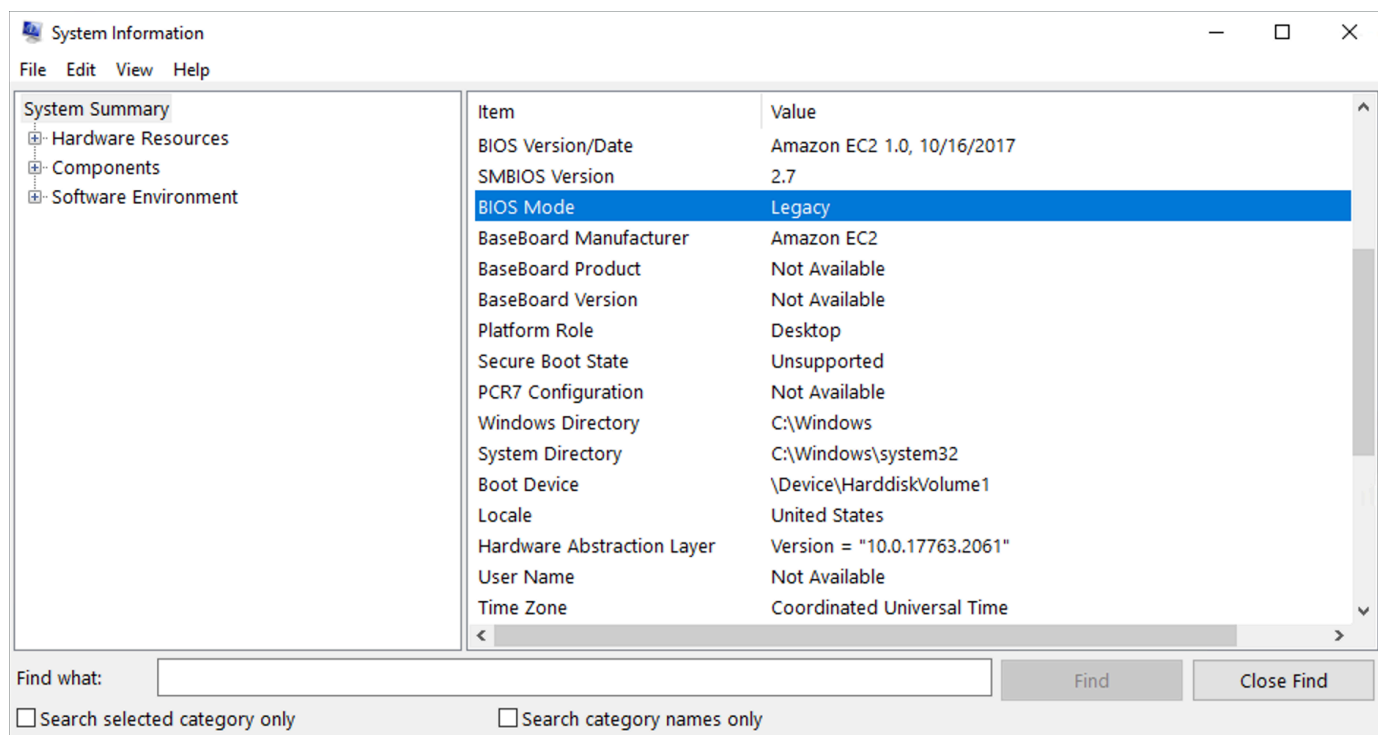 System Information
File Edit View Help
System Summary
Hardware Resources
Components
Software Environment
Item Value
BIOS Version/Date Amazon EC2 1.0, 10/16/2017
SMBIOS Version 2.7
BIOS Mode Legacy
BaseBoard Manufacturer Amazon EC2
BaseBoard Product Not Available
BaseBoard Version Not Available
Platform Role Desktop
Secure Boot State Unsupported
PCR7 Configuration Not Available
Windows Directory C:\Windows
System Directory C:\Windows\system32
Boot Device \Device\HarddiskVolume1
Locale United States
Hardware Abstraction Layer Version = "10.0.17763.2061"
User Name Not Available
Time Zone Coordinated Universal Time
Find what: Find Close Find
Search selected category only Search category names only